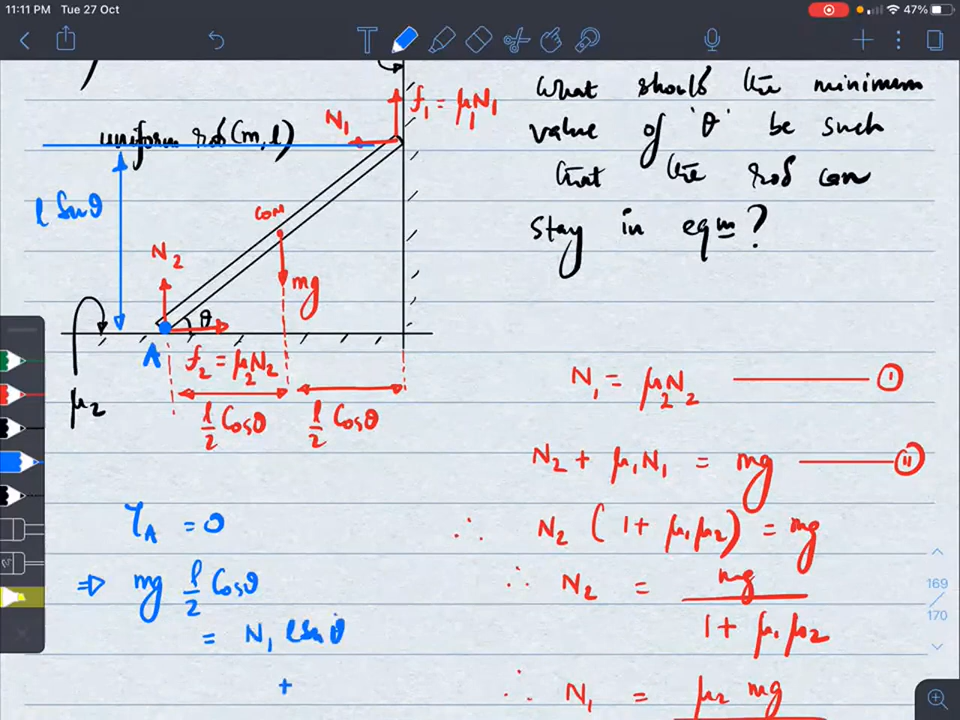 11:11 PM Tue 27 Oct
47%
T
What should the minimum
value of 'θ' be such
that the rod can
stay in eqm?
uniform rod (m, l)
N₁
f₁ = μ₁N₁
l Sinθ
COM
N₂
mg
θ
A
f₂ = μ₂N₂
μ₂
l/2 Cosθ
l/2 Cosθ
N₁ = μ₂N₂ ——— (i)
N₂ + μ₁N₁ = mg ——— (ii)
∴ N₂ (1 + μ₁μ₂) = mg
∴ N₂ = mg / 1 + μ₁μ₂
∴ N₁ = μ₂ mg
τ_A = 0
⇒ mg l/2 Cosθ
= N₁ l Sinθ
+
169
170